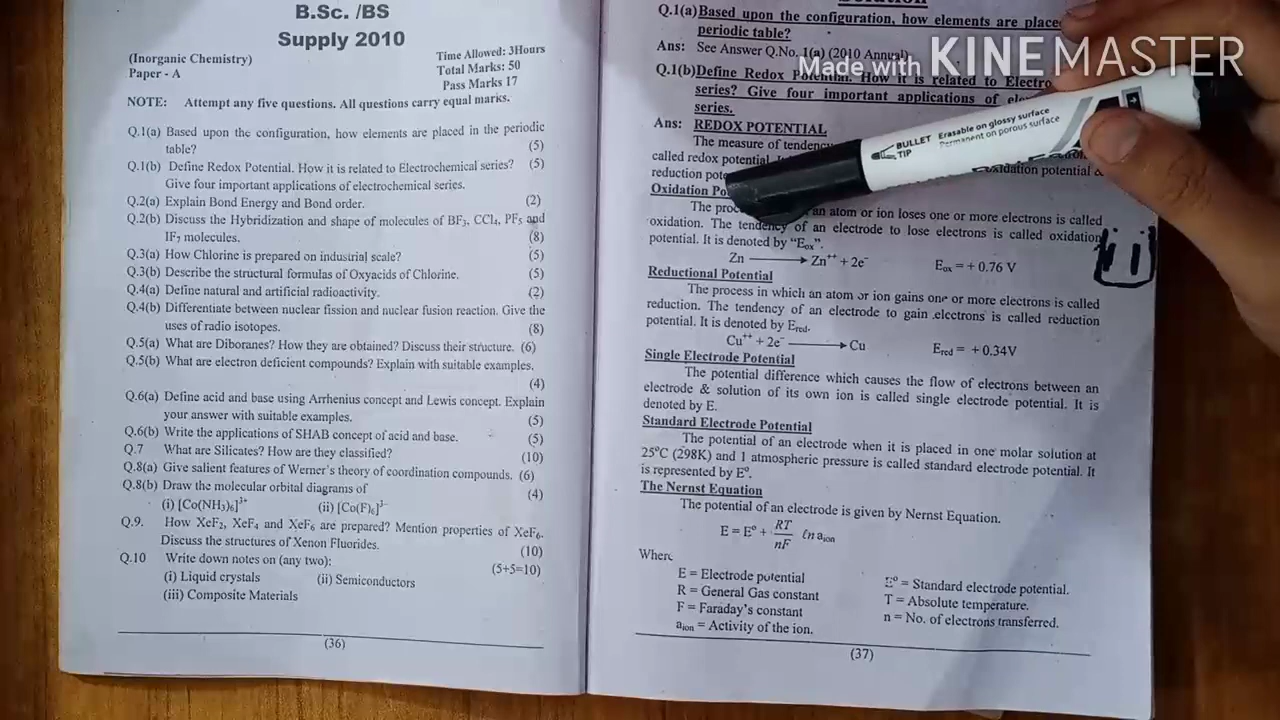 B.Sc. /BS
Supply 2010
(Inorganic Chemistry)
Paper - A
Time Allowed: 3Hours
Total Marks: 50
Pass Marks 17
NOTE: Attempt any five questions. All questions carry equal marks.
Q.1(a) Based upon the configuration, how elements are placed in the periodic
table? (5)
Q.1(b) Define Redox Potential. How it is related to Electrochemical series? (5)
Give four important applications of electrochemical series.
Q.2(a) Explain Bond Energy and Bond order. (2)
Q.2(b) Discuss the Hybridization and shape of molecules of BF₃, CCl₄, PF₅ and
IF₇ molecules. (8)
Q.3(a) How Chlorine is prepared on industrial scale? (5)
Q.3(b) Describe the structural formulas of Oxyacids of Chlorine. (5)
Q.4(a) Define natural and artificial radioactivity. (2)
Q.4(b) Differentiate between nuclear fission and nuclear fusion reaction. Give the
uses of radio isotopes. (8)
Q.5(a) What are Diboranes? How they are obtained? Discuss their structure. (6)
Q.5(b) What are electron deficient compounds? Explain with suitable examples.
(4)
Q.6(a) Define acid and base using Arrhenius concept and Lewis concept. Explain
your answer with suitable examples. (5)
Q.6(b) Write the applications of SHAB concept of acid and base. (5)
Q.7 What are Silicates? How are they classified? (10)
Q.8(a) Give salient features of Werner's theory of coordination compounds. (6)
Q.8(b) Draw the molecular orbital diagrams of (4)
(i) [Co(NH₃)₆]³⁺ (ii) [Co(F)₆]³⁻
Q.9. How XeF₂, XeF₄ and XeF₆ are prepared? Mention properties of XeF₆.
Discuss the structures of Xenon Fluorides. (10)
Q.10 Write down notes on (any two): (5+5=10)
(i) Liquid crystals (ii) Semiconductors
(iii) Composite Materials
(36)
Q.1(a)Based upon the configuration, how elements are
periodic table?
Ans: See Answer Q.No. 1(a) (2010 Annual)
Made with KINEMASTER
Q.1(b)Define Redox Potential. How it is related to
series? Give four important applications of
series.
Ans: REDOX POTENTIAL
The measure of
called redox potential.
reduction
BULLET TIP
Erasable on glossy surface
Permanent on porous surface
oxidation potential &
Oxidation
The an atom or ion loses one or more electrons is called
oxidation. The tendency of an electrode to lose electrons is called oxidation
potential. It is denoted by “Eₒₓ”.
Zn ⟶ Zn⁺⁺ + 2e⁻ Eₒₓ = + 0.76 V
ii
Reductional Potential
The process in which an atom or ion gains one or more electrons is called
reduction. The tendency of an electrode to gain electrons is called reduction
potential. It is denoted by E_red.
Cu⁺⁺ + 2e⁻ ⟶ Cu E_red = + 0.34V
Single Electrode Potential
The potential difference which causes the flow of electrons between an
electrode & solution of its own ion is called single electrode potential. It is
denoted by E.
Standard Electrode Potential
The potential of an electrode when it is placed in one molar solution at
25°C (298K) and 1 atmospheric pressure is called standard electrode potential. It
is represented by E°.
The Nernst Equation
The potential of an electrode is given by Nernst Equation.
E = E° + RT/nF ℓn a_ion
Where
E = Electrode potential E° = Standard electrode potential.
R = General Gas constant T = Absolute temperature.
F = Faraday's constant n = No. of electrons transferred.
a_ion = Activity of the ion.
(37)